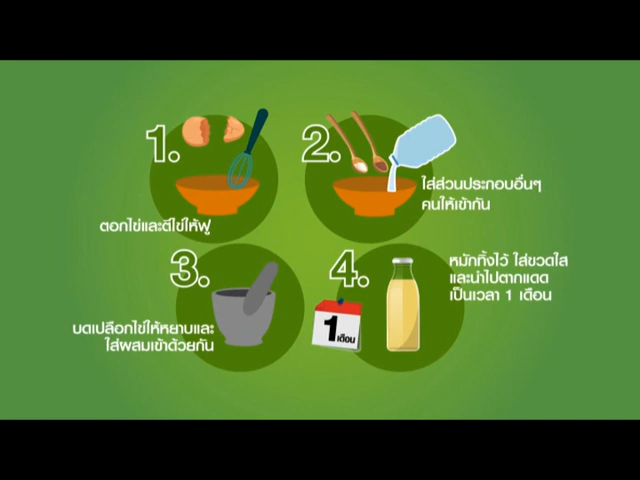 1.
ตอกไข่และตีไข่ให้ฟู
2.
ใส่ส่วนประกอบอื่นๆ
คนให้เข้ากัน
3.
บดเปลือกไข่ให้หยาบและ
ใส่ผสมเข้าด้วยกัน
4.
1
เดือน
หมักทิ้งไว้ ใส่ขวดใส
และนำไปตากแดด
เป็นเวลา 1 เดือน